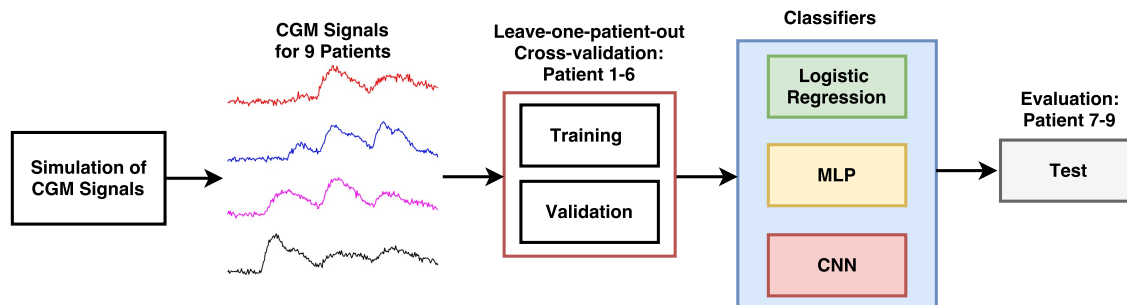 Simulation of
CGM Signals
CGM Signals
for 9 Patients
Leave-one-patient-out
Cross-validation:
Patient 1-6
Training
Validation
Classifiers
Logistic
Regression
MLP
CNN
Evaluation:
Patient 7-9
Test